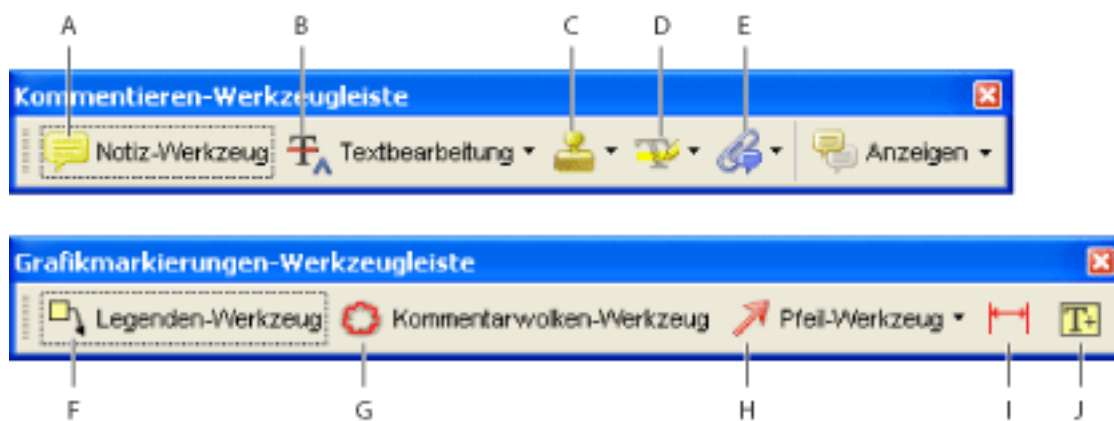 A B C D E
Kommentieren-Werkzeugleiste
Notiz-Werkzeug Textbearbeitung Anzeigen
Grafikmarkierungen-Werkzeugleiste
Legenden-Werkzeug Kommentarwolken-Werkzeug Pfeil-Werkzeug T+
F G H I J